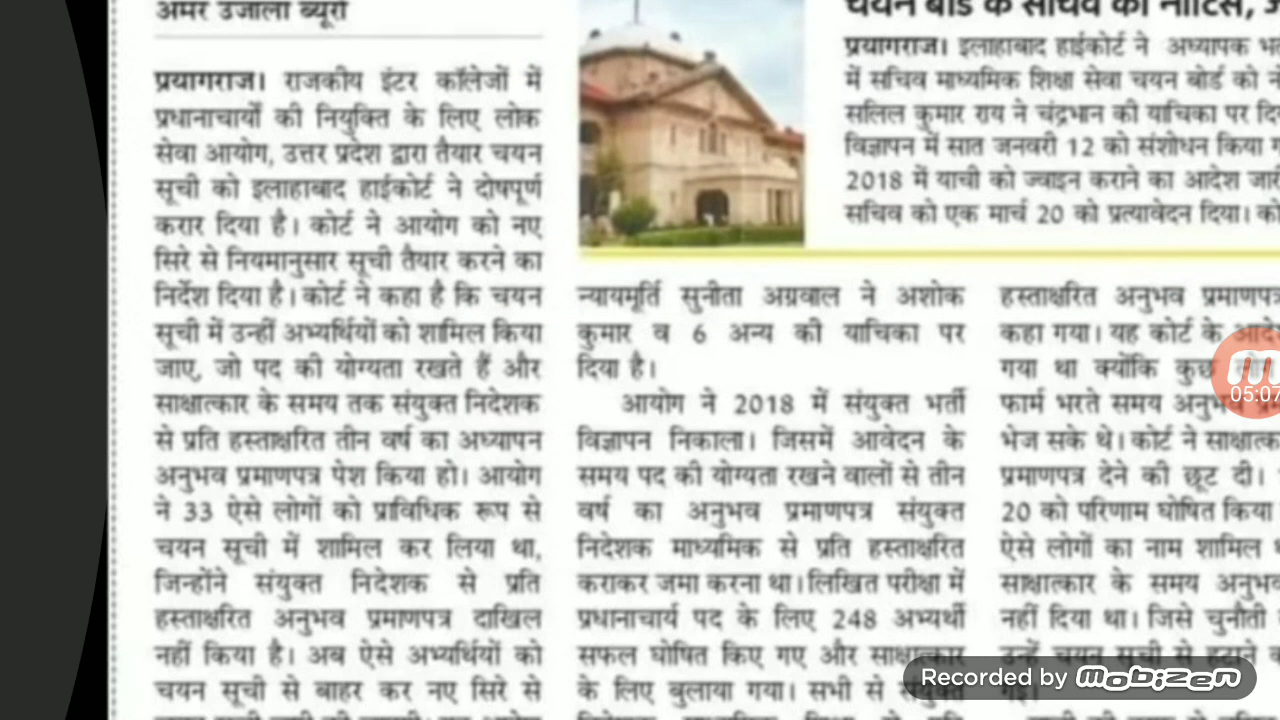 अमर उजाला ब्यूरो
प्रयागराज। राजकीय इंटर कॉलेजों में
प्रधानाचार्यों की नियुक्ति के लिए लोक
सेवा आयोग, उत्तर प्रदेश द्वारा तैयार चयन
सूची को इलाहाबाद हाईकोर्ट ने दोषपूर्ण
करार दिया है। कोर्ट ने आयोग को नए
सिरे से नियमानुसार सूची तैयार करने का
निर्देश दिया है। कोर्ट ने कहा है कि चयन
सूची में उन्हीं अभ्यर्थियों को शामिल किया
जाए, जो पद की योग्यता रखते हैं और
साक्षात्कार के समय तक संयुक्त निदेशक
से प्रति हस्ताक्षरित तीन वर्ष का अध्यापन
अनुभव प्रमाणपत्र पेश किया हो। आयोग
ने 33 ऐसे लोगों को प्राविधिक रूप से
चयन सूची में शामिल कर लिया था,
जिन्होंने संयुक्त निदेशक से प्रति
हस्ताक्षरित अनुभव प्रमाणपत्र दाखिल
नहीं किया है। अब ऐसे अभ्यर्थियों को
चयन सूची से बाहर कर नए सिरे से
चयन बोर्ड के सचिव को नोटिस,
प्रयागराज। इलाहाबाद हाईकोर्ट ने अध्यापक
में सचिव माध्यमिक शिक्षा सेवा चयन बोर्ड को
सलिल कुमार राय ने चंद्रभान की याचिका पर
विज्ञापन में सात जनवरी 12 को संशोधन किया
2018 में याची को ज्वाइन कराने का आदेश
सचिव को एक मार्च 20 को प्रत्यावेदन दिया।
न्यायमूर्ति सुनीता अग्रवाल ने अशोक
कुमार व 6 अन्य की याचिका पर
दिया है।
आयोग ने 2018 में संयुक्त भर्ती
विज्ञापन निकाला। जिसमें आवेदन के
समय पद की योग्यता रखने वालों से तीन
वर्ष का अनुभव प्रमाणपत्र संयुक्त
निदेशक माध्यमिक से प्रति हस्ताक्षरित
कराकर जमा करना था। लिखित परीक्षा में
प्रधानाचार्य पद के लिए 248 अभ्यर्थी
सफल घोषित किए गए और साक्षात्कार
के लिए बुलाया गया। सभी से
हस्ताक्षरित अनुभव
कहा गया। यह कोर्ट के
गया था क्योंकि कुछ
फार्म भरते समय
भेज सके थे। कोर्ट ने
प्रमाणपत्र देने की छूट दी।
20 को परिणाम घोषित किया
ऐसे लोगों का नाम शामिल
साक्षात्कार के समय
नहीं दिया था। जिसे चुनौती
05:07
Recorded by mobizen